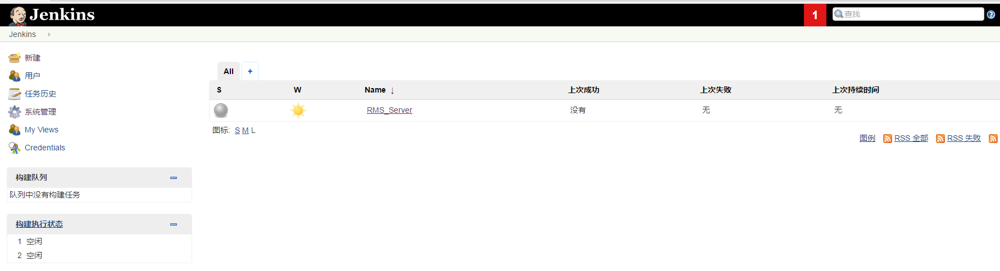 Jenkins
1
查找
Jenkins
新建
用户
任务历史
系统管理
My Views
Credentials
构建队列
队列中没有构建任务
构建执行状态
1 空闲
2 空闲
All +
S W Name ↓ 上次成功 上次失败 上次持续时间
RMS_Server 没有 无 无
图标: S M L
图例 RSS 全部 RSS 失败